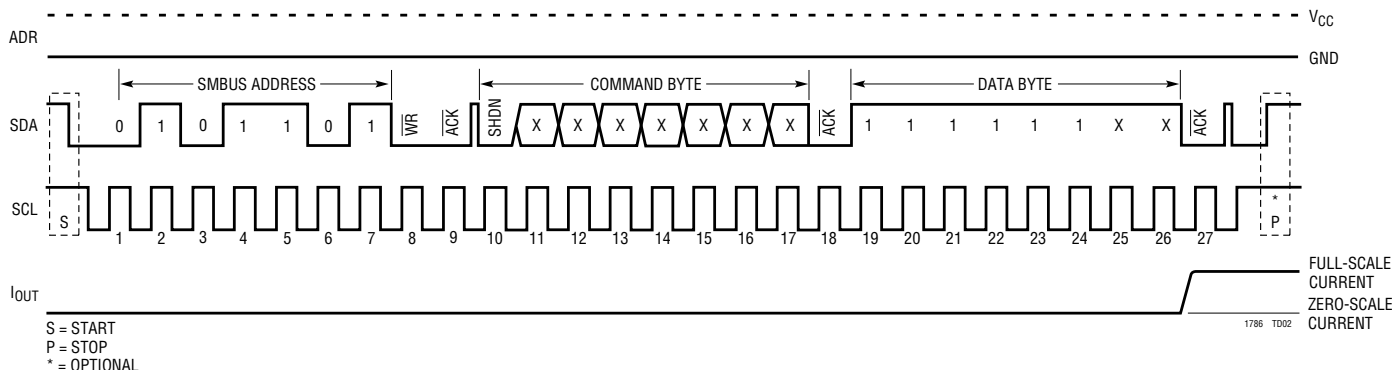 V_CC
ADR
GND
SMBUS ADDRESS COMMAND BYTE DATA BYTE
SDA 0 1 0 1 1 0 1 WR ACK SHDN X X X X X X X ACK 1 1 1 1 1 1 X X ACK
SCL S * P
1 2 3 4 5 6 7 8 9 10 11 12 13 14 15 16 17 18 19 20 21 22 23 24 25 26 27
FULL-SCALE
CURRENT
I_OUT
ZERO-SCALE
CURRENT
1786 TD02
S = START
P = STOP
* = OPTIONAL